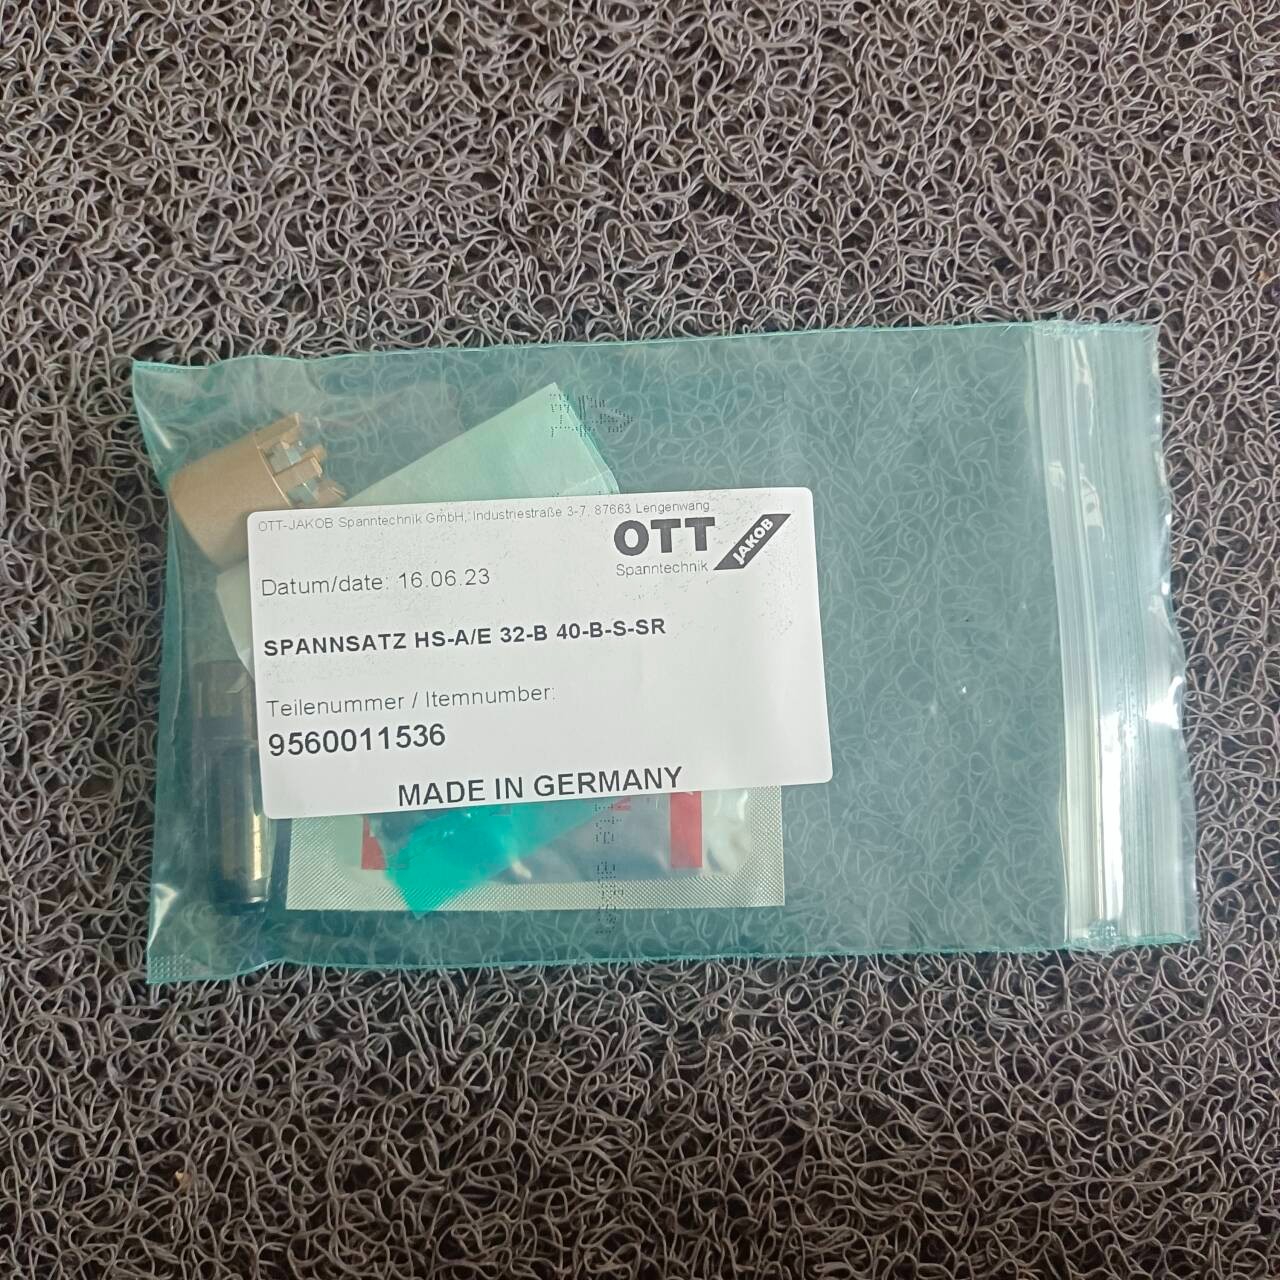 OTT-JAKOB Spanntechnik GmbH, Industriestraße 3-7, 87663 Lengenwang
OTT
JAKOB
Spanntechnik
Datum/date: 16.06.23
SPANNSATZ HS-A/E 32-B 40-B-S-SR
Teilenummer / Itemnumber:
9560011536
MADE IN GERMANY